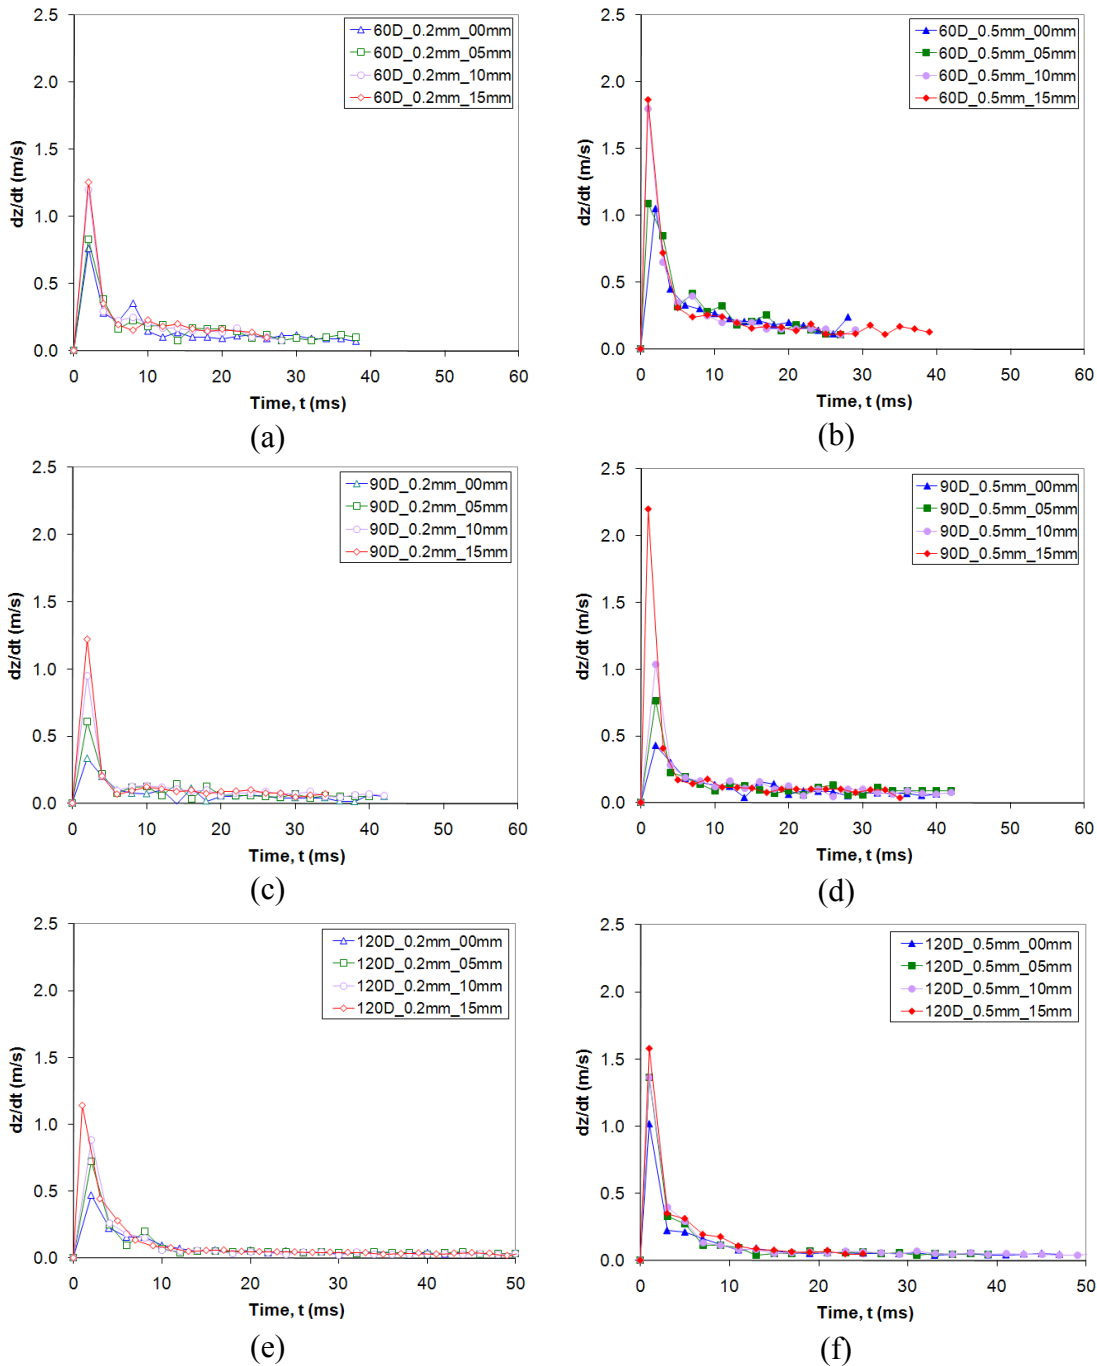 2.5
2.0
1.5
1.0
0.5
0.0
dz/dt (m/s)
60D_0.2mm_00mm
60D_0.2mm_05mm
60D_0.2mm_10mm
60D_0.2mm_15mm
0 10 20 30 40 50 60
Time, t (ms)
(a)
2.5
2.0
1.5
1.0
0.5
0.0
dz/dt (m/s)
60D_0.5mm_00mm
60D_0.5mm_05mm
60D_0.5mm_10mm
60D_0.5mm_15mm
0 10 20 30 40 50 60
Time, t (ms)
(b)
2.5
2.0
1.5
1.0
0.5
0.0
dz/dt (m/s)
90D_0.2mm_00mm
90D_0.2mm_05mm
90D_0.2mm_10mm
90D_0.2mm_15mm
0 10 20 30 40 50 60
Time, t (ms)
(c)
2.5
2.0
1.5
1.0
0.5
0.0
dz/dt (m/s)
90D_0.5mm_00mm
90D_0.5mm_05mm
90D_0.5mm_10mm
90D_0.5mm_15mm
0 10 20 30 40 50 60
Time, t (ms)
(d)
2.5
2.0
1.5
1.0
0.5
0.0
dz/dt (m/s)
120D_0.2mm_00mm
120D_0.2mm_05mm
120D_0.2mm_10mm
120D_0.2mm_15mm
0 10 20 30 40 50
Time, t (ms)
(e)
2.5
2.0
1.5
1.0
0.5
0.0
dz/dt (m/s)
120D_0.5mm_00mm
120D_0.5mm_05mm
120D_0.5mm_10mm
120D_0.5mm_15mm
0 10 20 30 40 50
Time, t (ms)
(f)